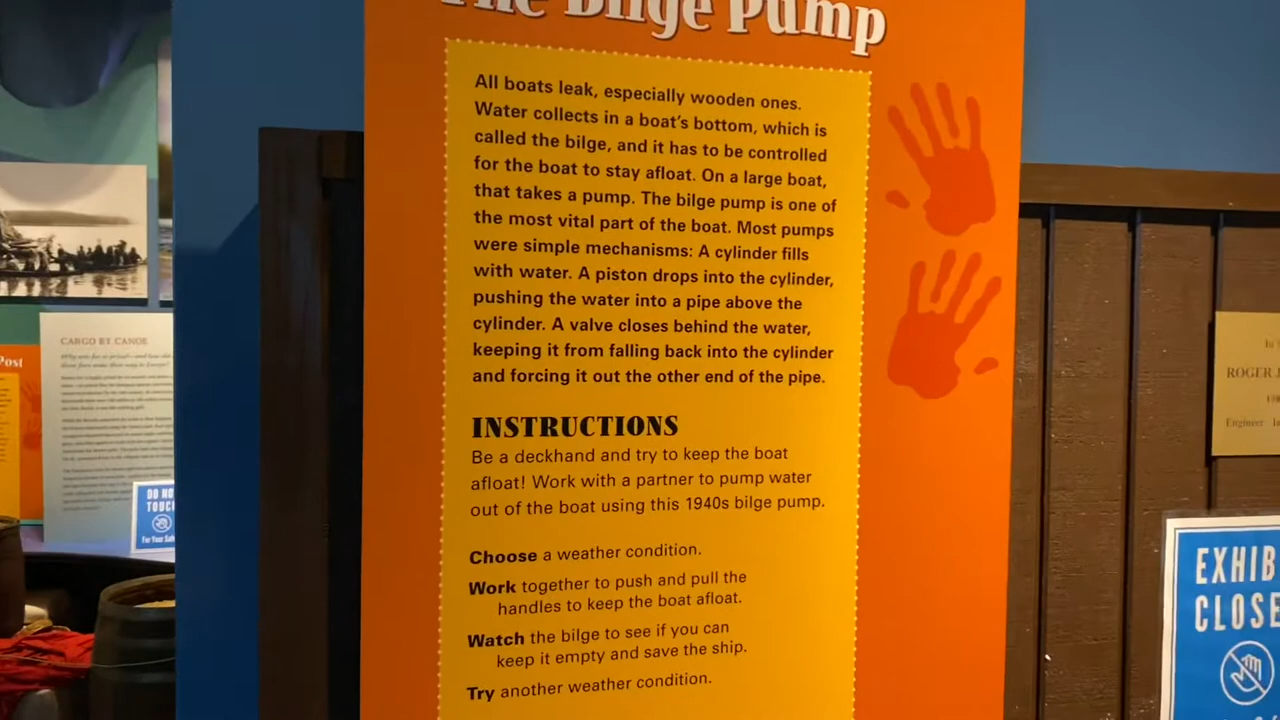 The Bilge Pump
All boats leak, especially wooden ones.
Water collects in a boat's bottom, which is
called the bilge, and it has to be controlled
for the boat to stay afloat. On a large boat,
that takes a pump. The bilge pump is one of
the most vital part of the boat. Most pumps
were simple mechanisms: A cylinder fills
with water. A piston drops into the cylinder,
pushing the water into a pipe above the
cylinder. A valve closes behind the water,
keeping it from falling back into the cylinder
and forcing it out the other end of the pipe.
INSTRUCTIONS
Be a deckhand and try to keep the boat
afloat! Work with a partner to pump water
out of the boat using this 1940s bilge pump.
Choose a weather condition.
Work together to push and pull the
handles to keep the boat afloat.
Watch the bilge to see if you can
keep it empty and save the ship.
Try another weather condition.
Post
CARGO BY CANOE
DO NO
TOUC
For Your Safe
ROGER J
Engineer
EXHIB
CLOSE